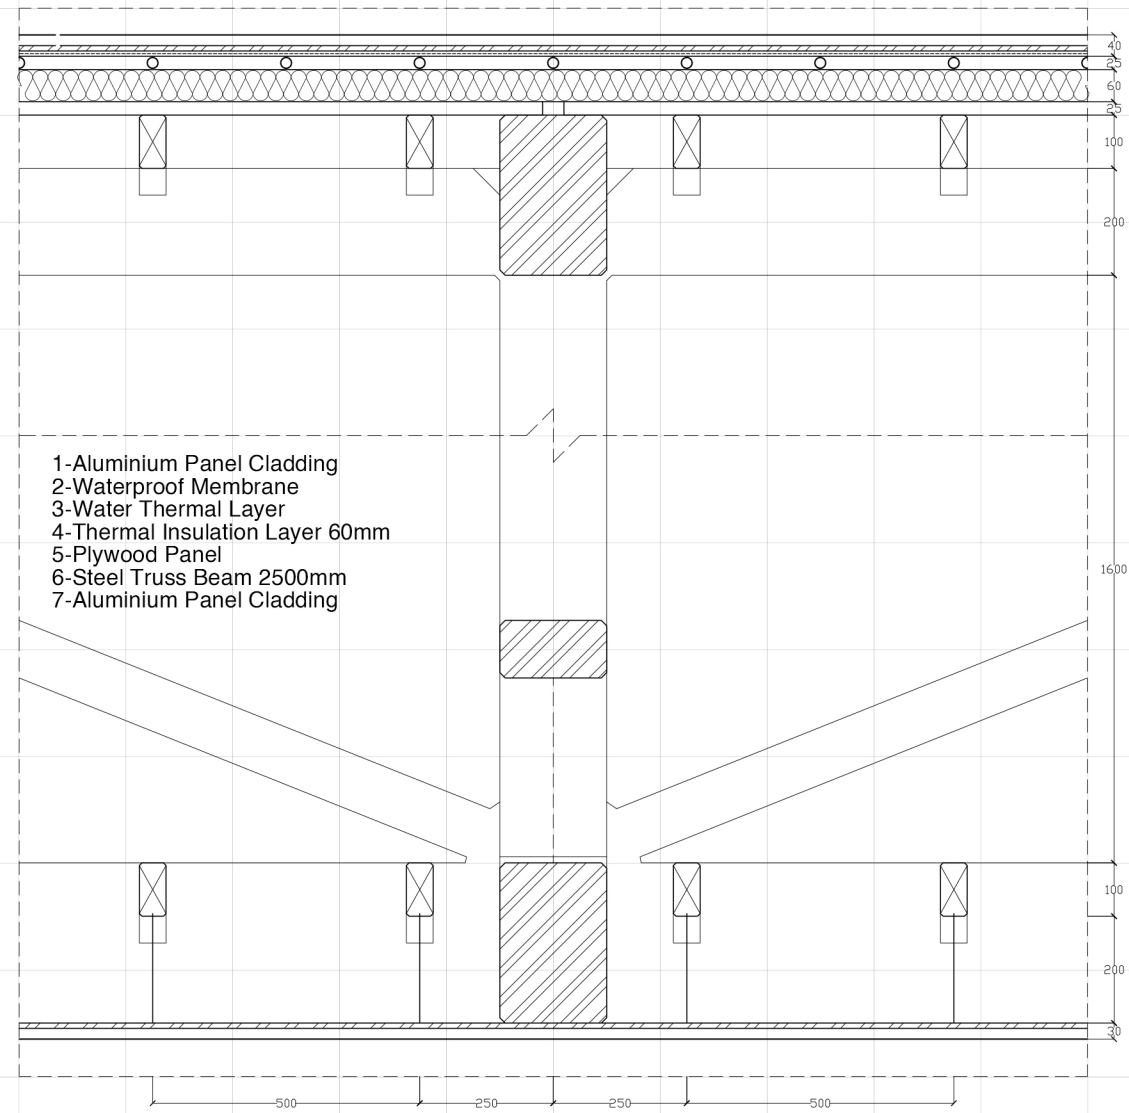 40
25
60
25
100
200
1-Aluminium Panel Cladding
2-Waterproof Membrane
3-Water Thermal Layer
4-Thermal Insulation Layer 60mm
5-Plywood Panel
6-Steel Truss Beam 2500mm
7-Aluminium Panel Cladding
1600
100
200
30
500 250 250 500